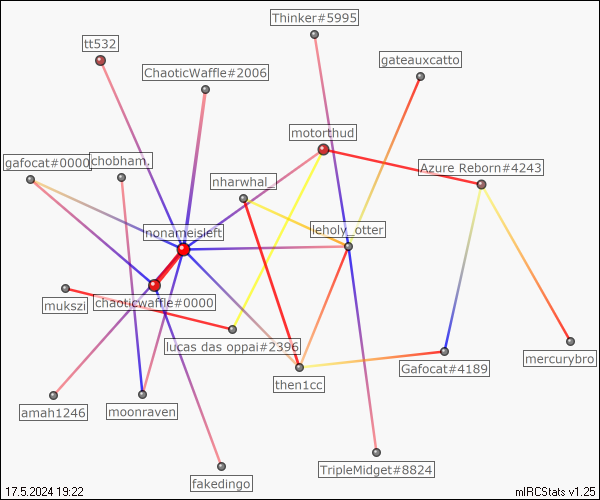 Thinker#5995
tt532
gateauxcatto
ChaoticWaffle#2006
motorthud
gafocat#0000
chobham,
Azure Reborn#4243
nharwhal_
nonameisleft
leholy_otter
chaoticwaffle#0000
mukszi
lucas das oppai#2396
mercurybro
Gafocat#4189
then1cc
amah1246
moonraven
TripleMidget#8824
fakedingo
17.5.2024 19:22
mIRCStats v1.25